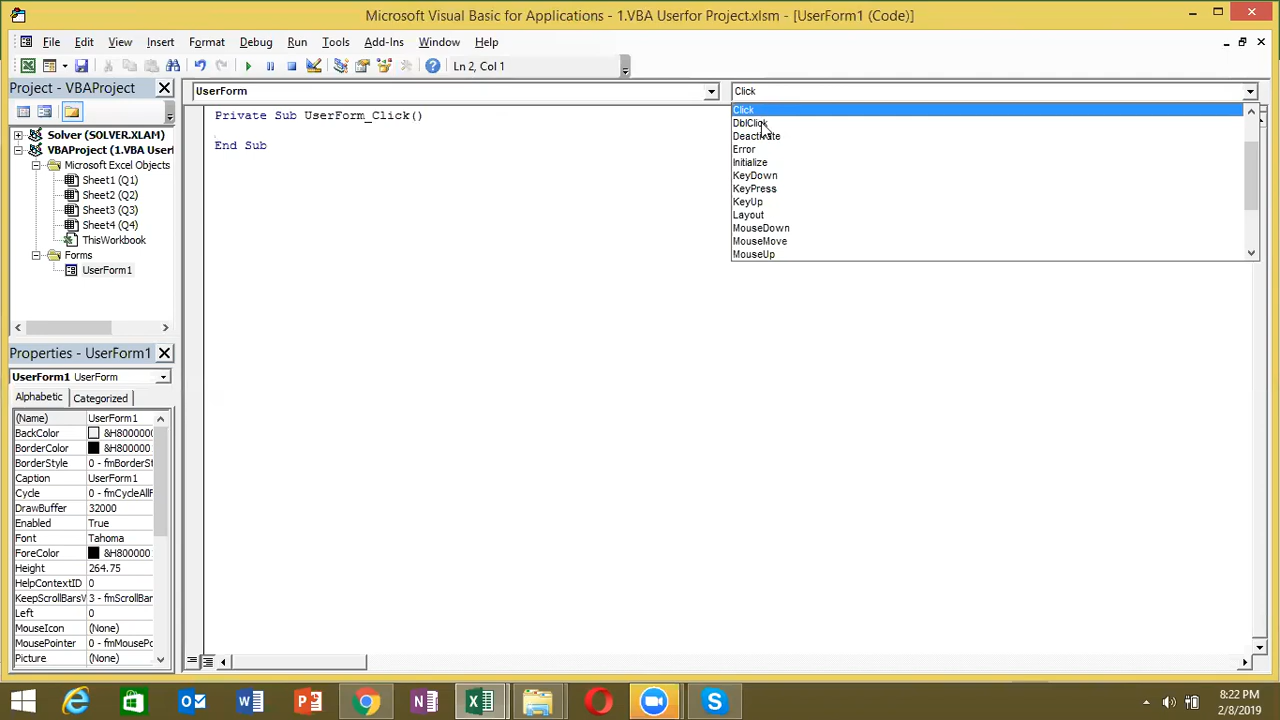 Microsoft Visual Basic for Applications - 1.VBA Userfor Project.xlsm - [UserForm1 (Code)]
File Edit View Insert Format Debug Run Tools Add-Ins Window Help
Ln 2, Col 1
Project - VBAProject
UserForm
Click
Solver (SOLVER.XLAM)
VBAProject (1.VBA Userf
Microsoft Excel Objects
Sheet1 (Q1)
Sheet2 (Q2)
Sheet3 (Q3)
Sheet4 (Q4)
ThisWorkbook
Forms
UserForm1
Private Sub UserForm_Click()
End Sub
Click
DblClick
Deactivate
Error
Initialize
KeyDown
KeyPress
KeyUp
Layout
MouseDown
MouseMove
MouseUp
Properties - UserForm1
UserForm1 UserForm
Alphabetic Categorized
(Name) UserForm1
BackColor &H800000
BorderColor &H800000
BorderStyle 0 - fmBorderSt
Caption UserForm1
Cycle 0 - fmCycleAllF
DrawBuffer 32000
Enabled True
Font Tahoma
ForeColor &H800000
Height 264.75
HelpContextID 0
KeepScrollBarsV 3 - fmScrollBar
Left 0
MouseIcon (None)
MousePointer 0 - fmMousePo
Picture (None)
8:22 PM
2/8/2019